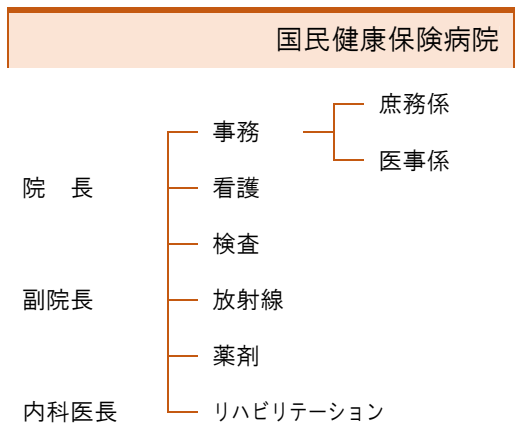 国民健康保険病院
庶務係
事務
医事係
院　長
看護
検査
副院長
放射線
薬剤
内科医長
リハビリテーション